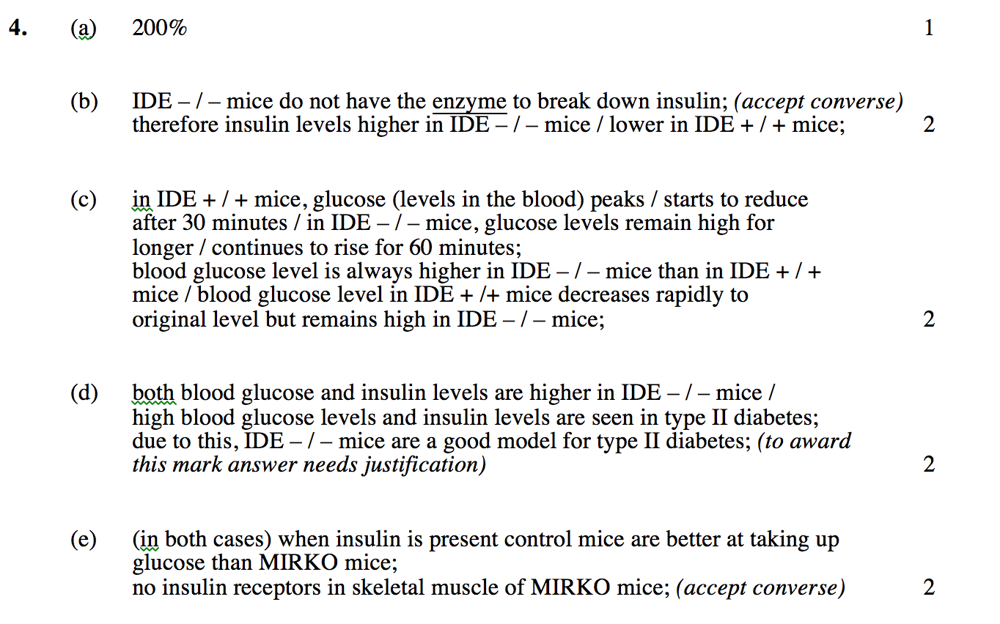 4. (a) 200% 1
(b) IDE – / – mice do not have the enzyme to break down insulin; (accept converse)
therefore insulin levels higher in IDE – / – mice / lower in IDE + / + mice; 2
(c) in IDE + / + mice, glucose (levels in the blood) peaks / starts to reduce
after 30 minutes / in IDE – / – mice, glucose levels remain high for
longer / continues to rise for 60 minutes;
blood glucose level is always higher in IDE – / – mice than in IDE + / +
mice / blood glucose level in IDE + /+ mice decreases rapidly to
original level but remains high in IDE – / – mice; 2
(d) both blood glucose and insulin levels are higher in IDE – / – mice /
high blood glucose levels and insulin levels are seen in type II diabetes;
due to this, IDE – / – mice are a good model for type II diabetes; (to award
this mark answer needs justification) 2
(e) (in both cases) when insulin is present control mice are better at taking up
glucose than MIRKO mice;
no insulin receptors in skeletal muscle of MIRKO mice; (accept converse) 2